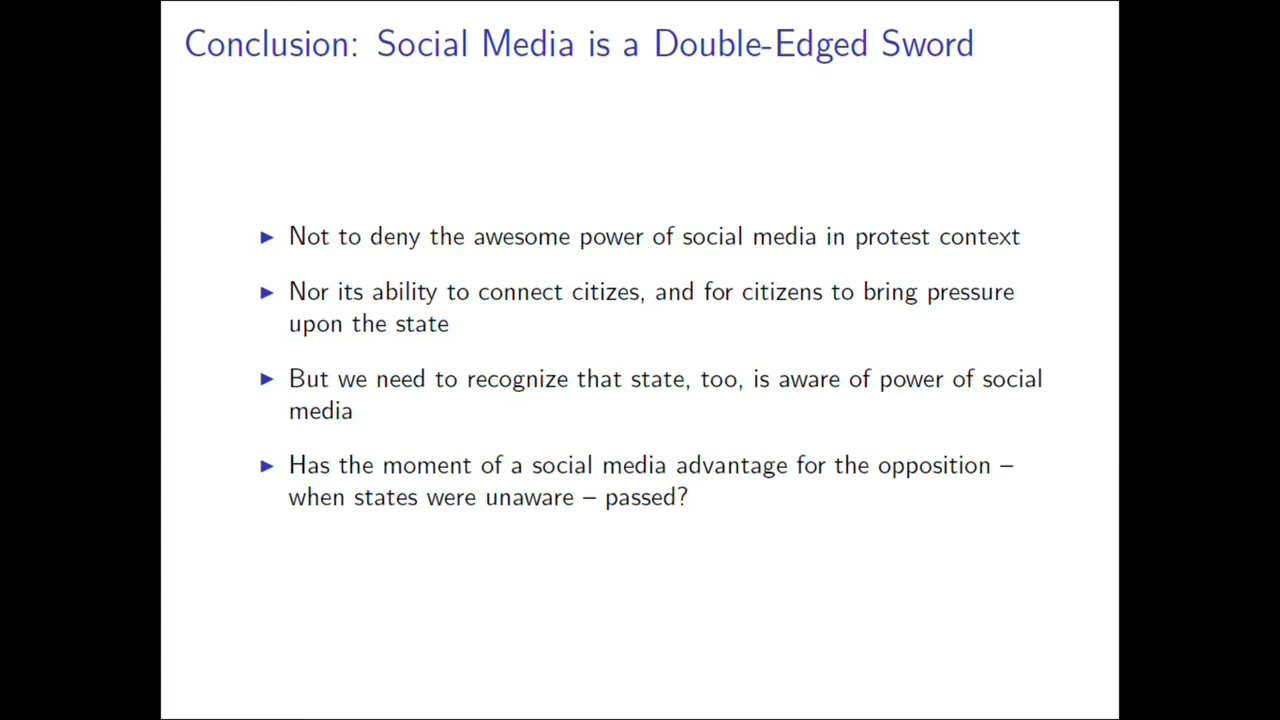 Conclusion: Social Media is a Double-Edged Sword
Not to deny the awesome power of social media in protest context
Nor its ability to connect citizes, and for citizens to bring pressure
upon the state
But we need to recognize that state, too, is aware of power of social
media
Has the moment of a social media advantage for the opposition –
when states were unaware – passed?